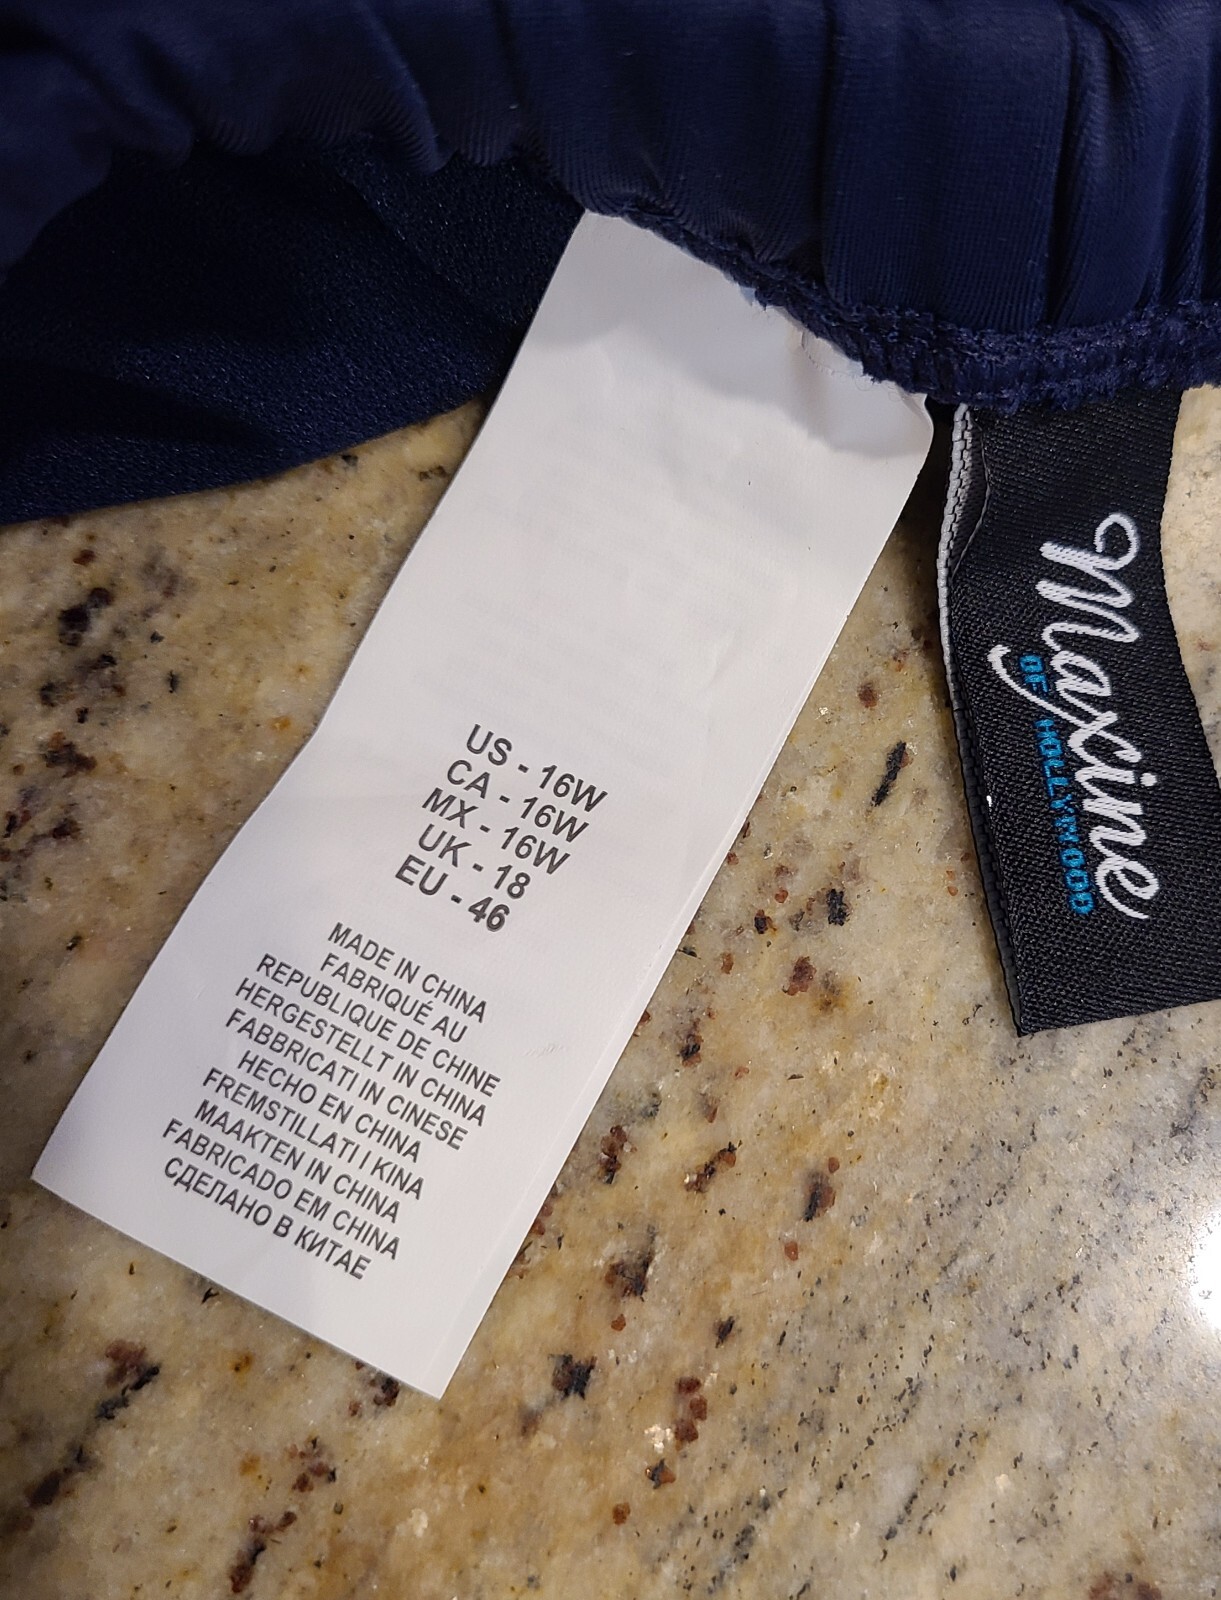 US - 16W
CA - 16W
MX - 16W
UK - 18
EU - 46
MADE IN CHINA
FABRIQUÉ AU
REPUBLIQUE DE CHINE
HERGESTELLT IN CHINA
FABBRICATI IN CINESE
HECHO EN CHINA
FREMSTILLATI I KINA
MAAKTEN IN CHINA
FABRICADO EM CHINA
СДЕЛАНО В КИТАЕ
Maxine
OF HOLLYWOOD